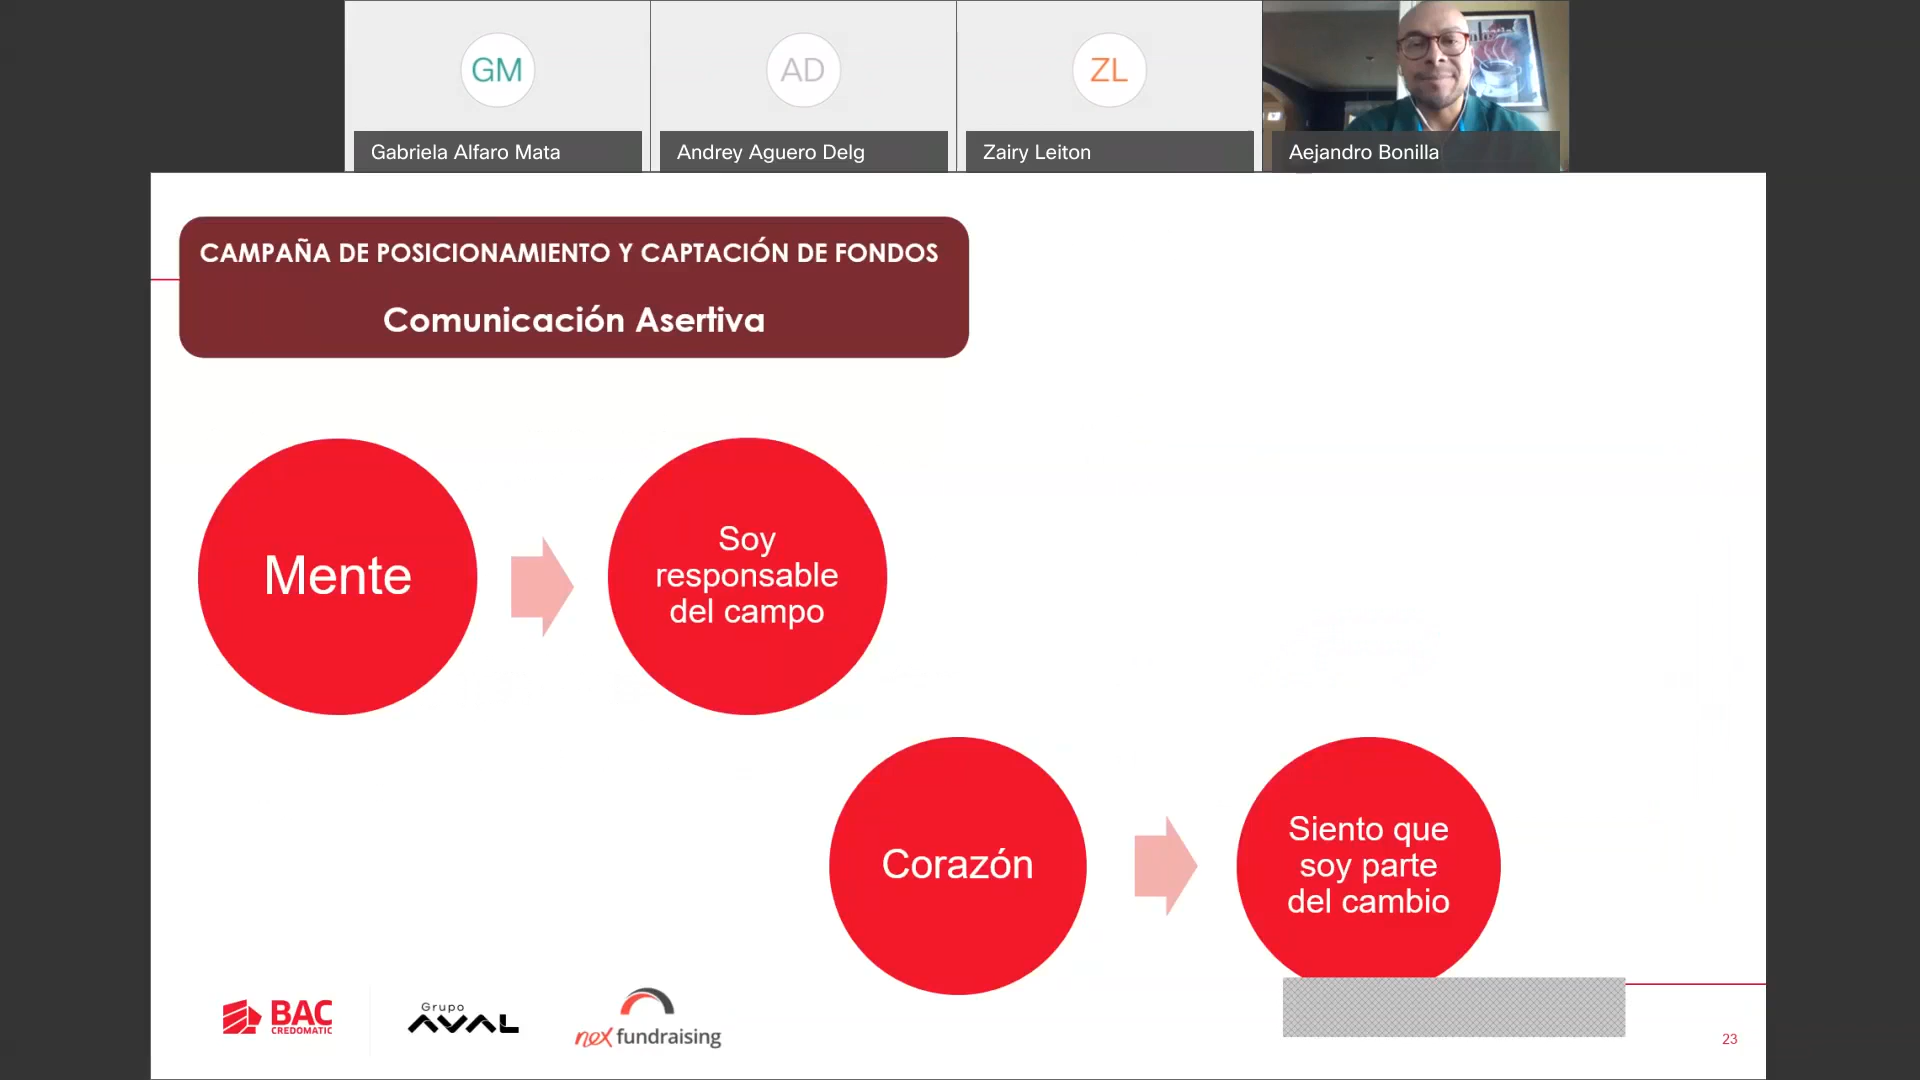 GM
AD
ZL
Gabriela Alfaro Mata
Andrey Aguero Delg
Zairy Leiton
Aejandro Bonilla
CAMPAÑA DE POSICIONAMIENTO Y CAPTACIÓN DE FONDOS
Comunicación Asertiva
Mente
Soy
responsable
del campo
Corazón
Siento que
soy parte
del cambio
BAC
CREDOMATIC
Grupo
AVAL
nex fundraising
23